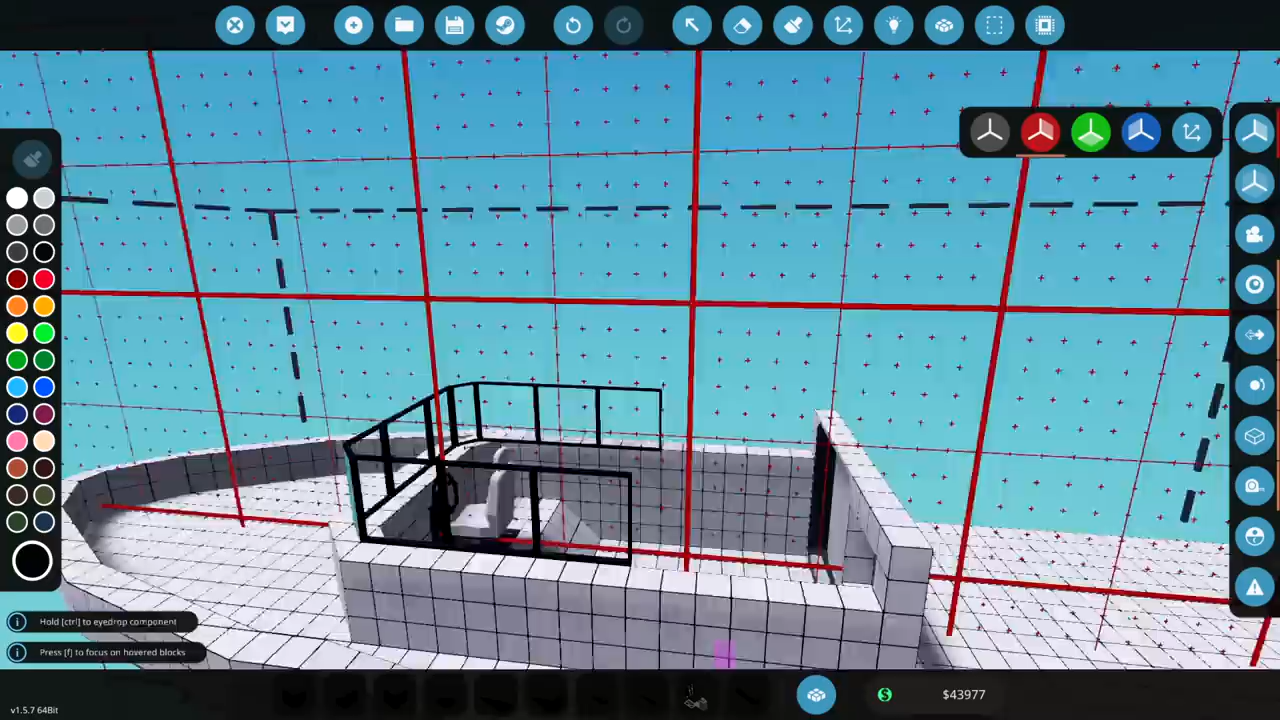 Hold [ctrl] to eyedrop component
Press [f] to focus on hovered blocks
$ $43977
v1.5.7 64Bit